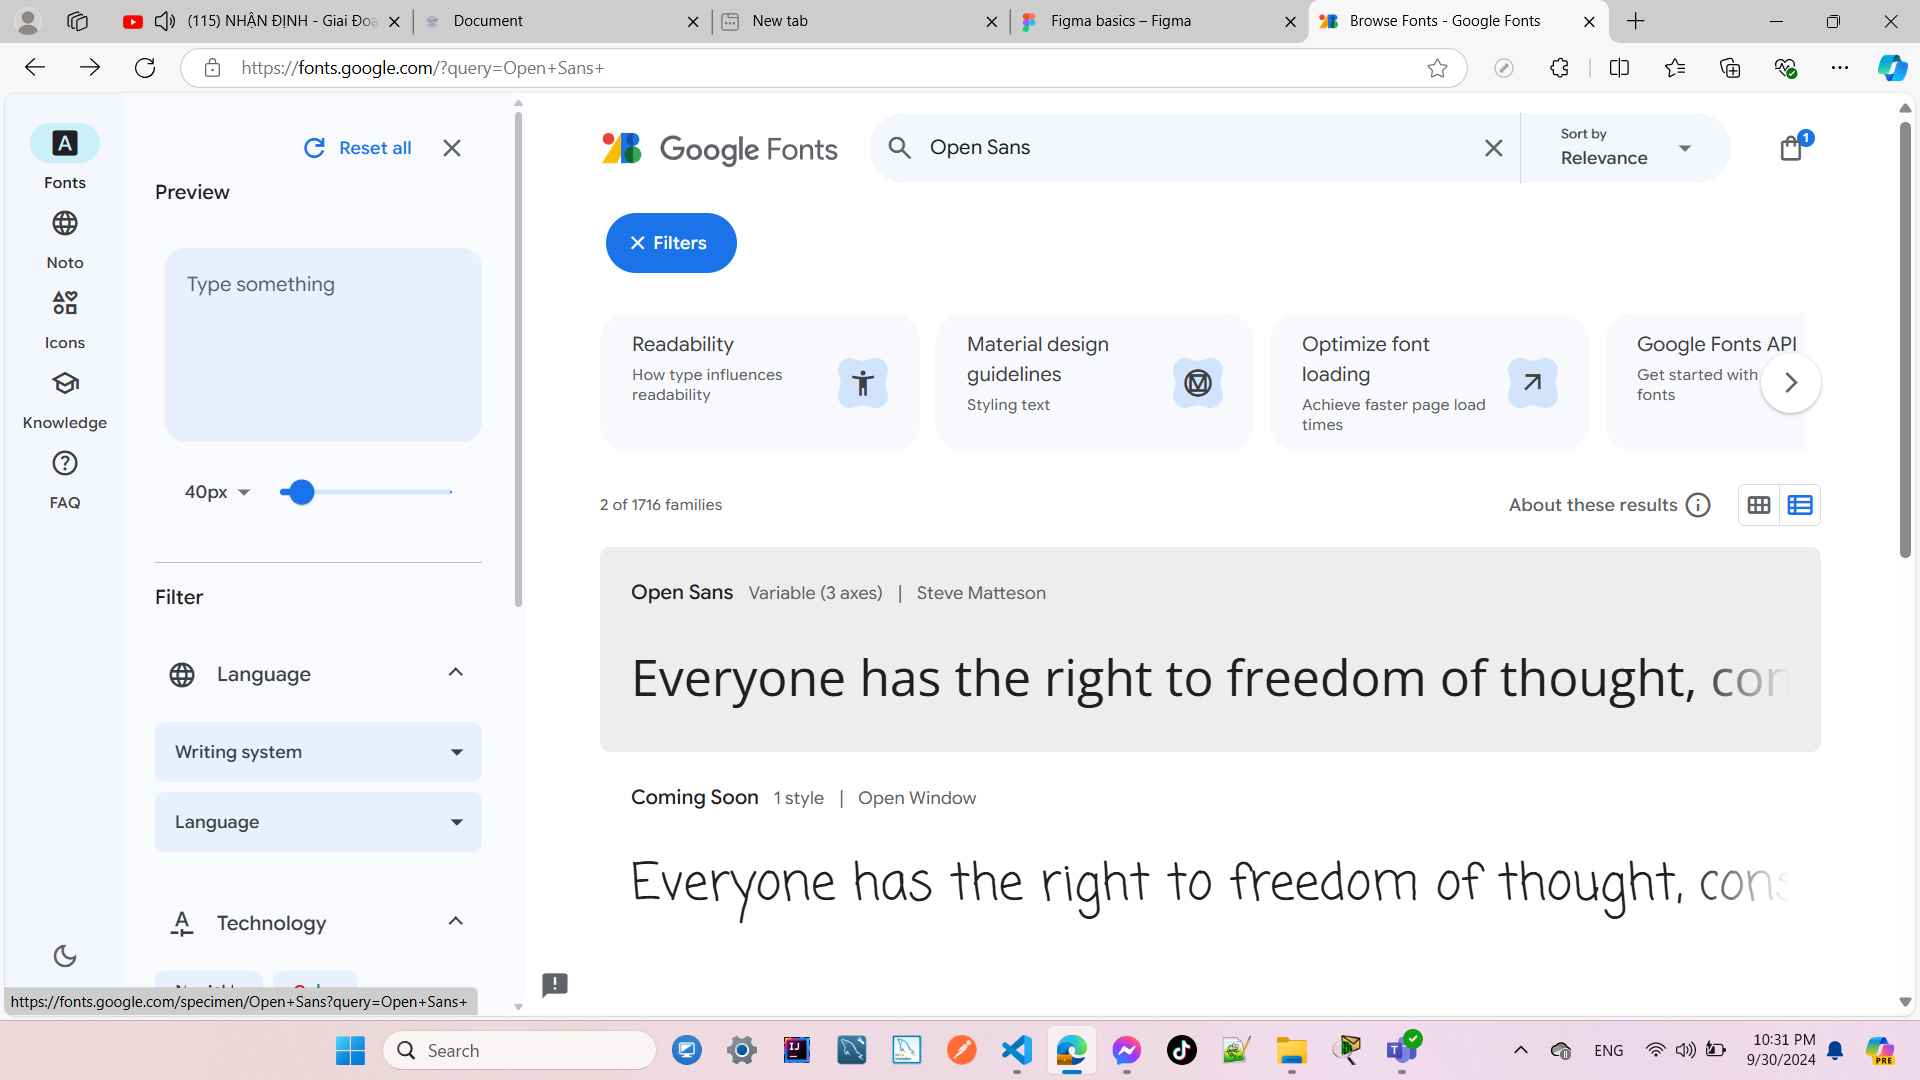 (115) NHẬN ĐỊNH - Giai Đoạ
Document
New tab
Figma basics – Figma
Browse Fonts - Google Fonts
https://fonts.google.com/?query=Open+Sans+
A
Fonts
Noto
Icons
Knowledge
FAQ
Reset all
Preview
Type something
40px
Filter
Language
Writing system
Language
Technology
https://fonts.google.com/specimen/Open+Sans?query=Open+Sans+
Google Fonts
Open Sans
Sort by
Relevance
1
Filters
Readability
How type influences
readability
Material design
guidelines
Styling text
Optimize font
loading
Achieve faster page load
times
Google Fonts API
Get started with
fonts
2 of 1716 families
About these results
Open Sans Variable (3 axes) | Steve Matteson
Everyone has the right to freedom of thought, con
Coming Soon 1 style | Open Window
Everyone has the right to freedom of thought, cons
Search
ENG
10:31 PM
9/30/2024
PRE